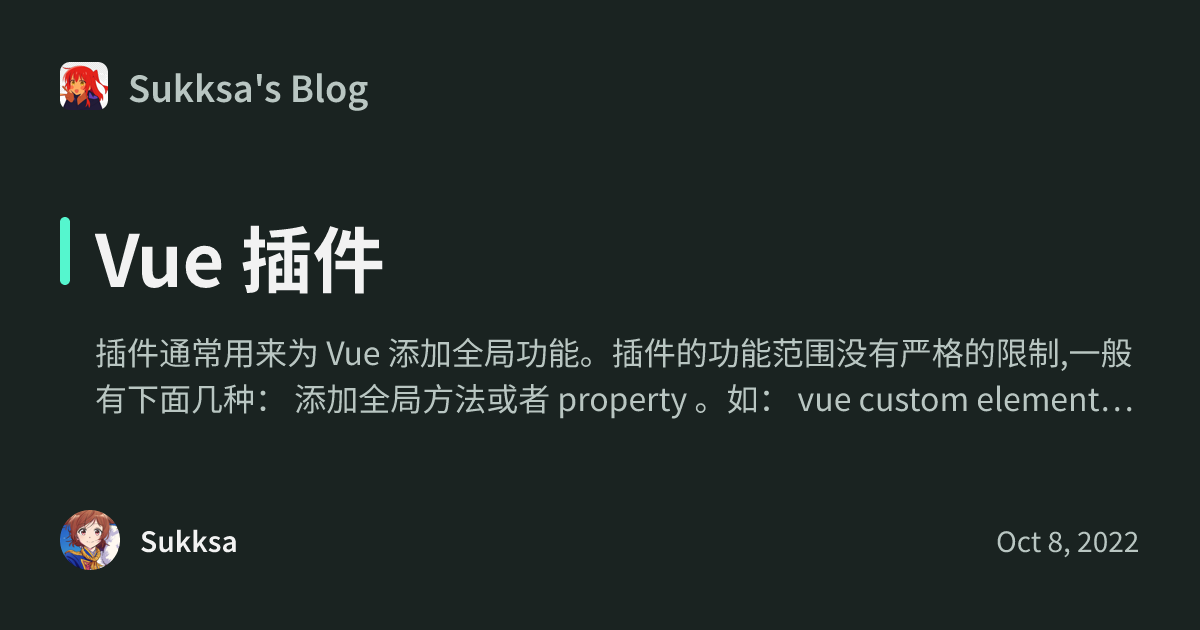 Sukksa's Blog
Vue 插件
插件通常用来为 Vue 添加全局功能。插件的功能范围没有严格的限制,一般
有下面几种： 添加全局方法或者 property 。如： vue custom element…
Sukksa
Oct 8, 2022